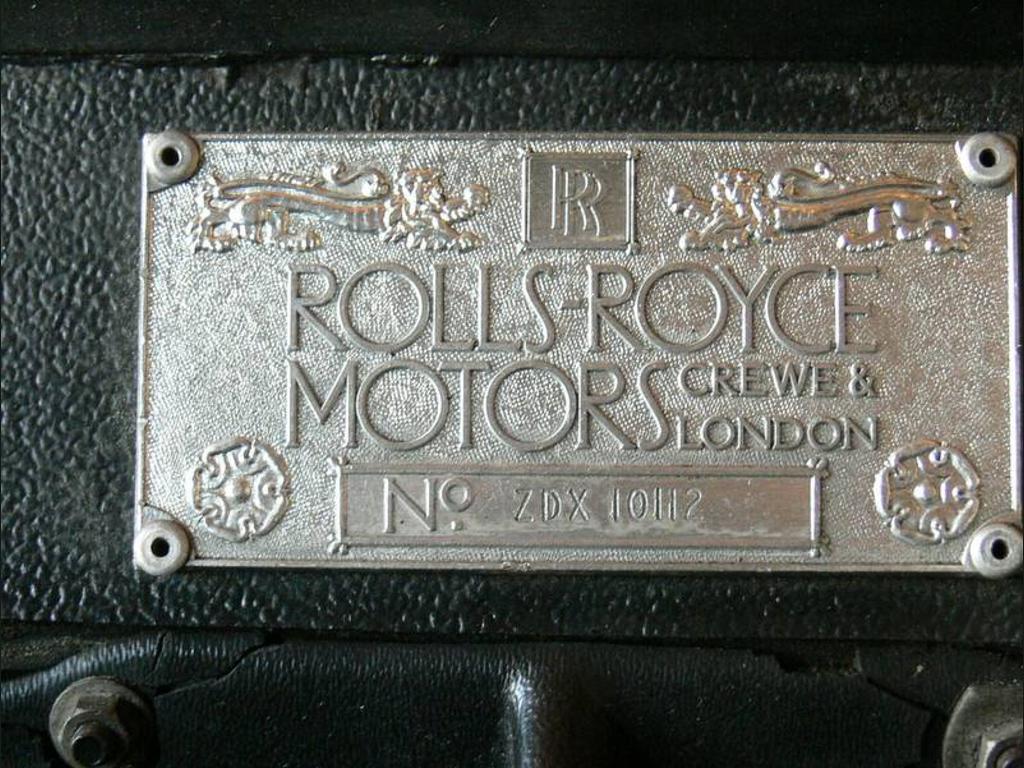 RR
ROLLS-ROYCE
MOTORS CREWE &
LONDON
Nº ZDX 10112